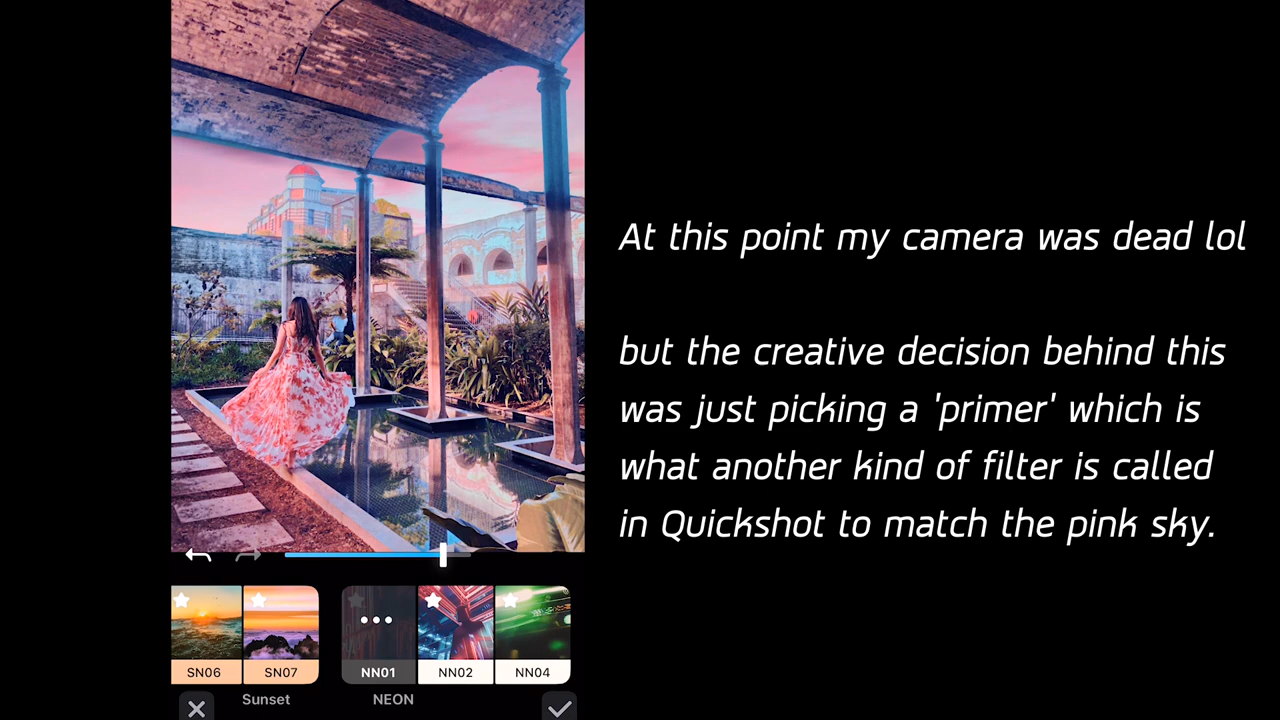 At this point my camera was dead lol
but the creative decision behind this
was just picking a 'primer' which is
what another kind of filter is called
in Quickshot to match the pink sky.
SN06 SN07 NN01 NN02 NN04
Sunset NEON